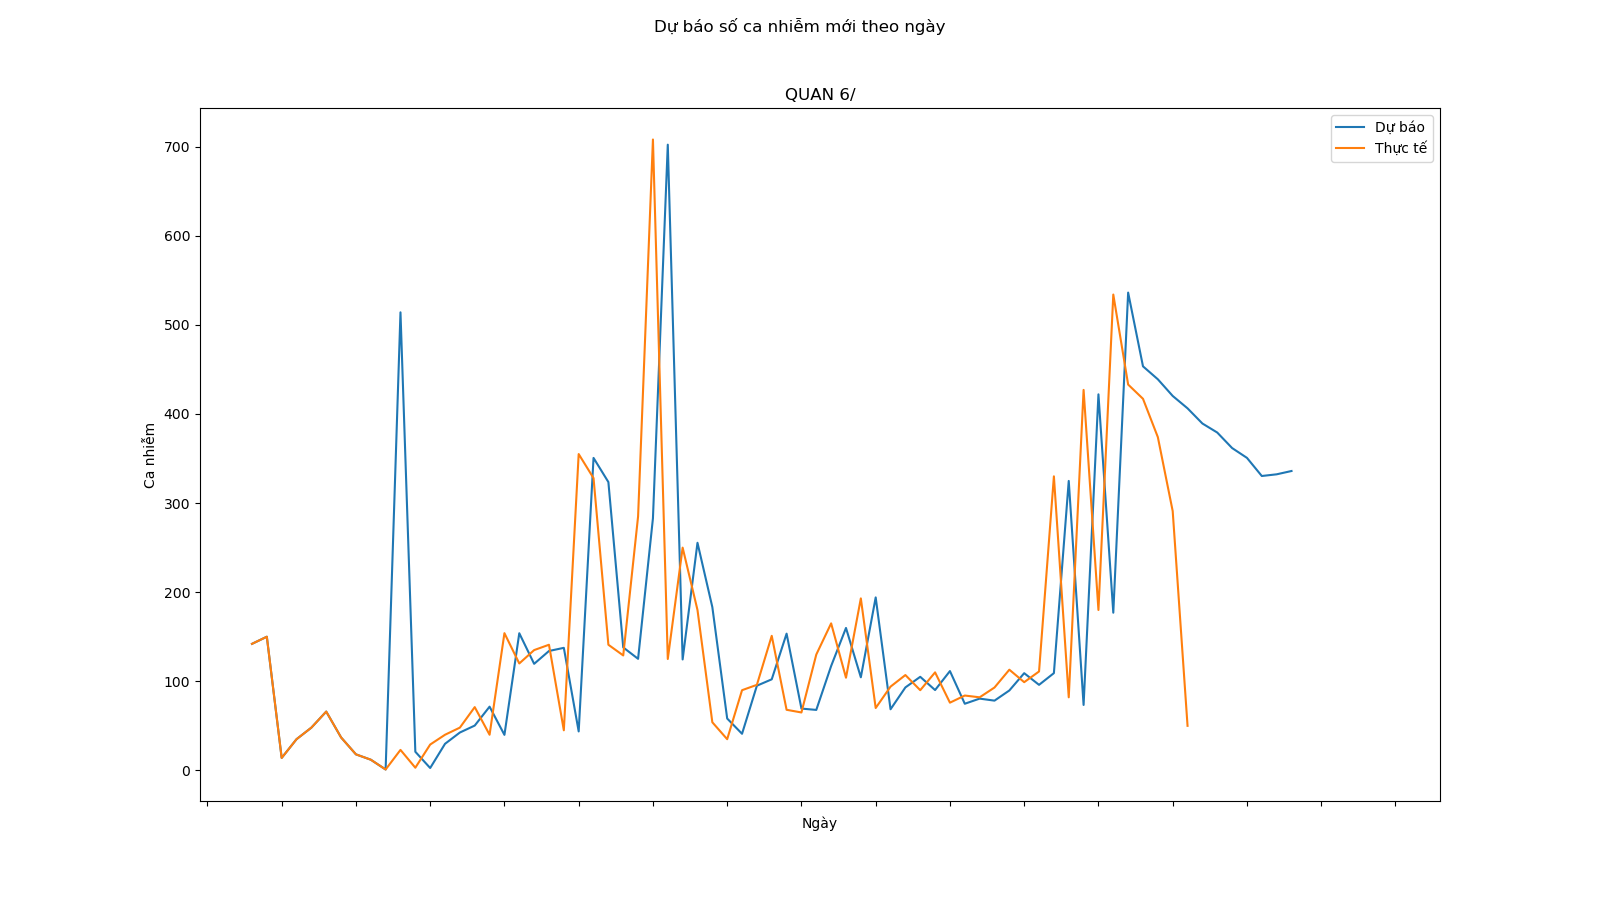 Dự báo số ca nhiễm mới theo ngày
QUAN 6/
Dự báo
Thực tế
700
600
500
400
300
200
100
0
Ca nhiễm
Ngày